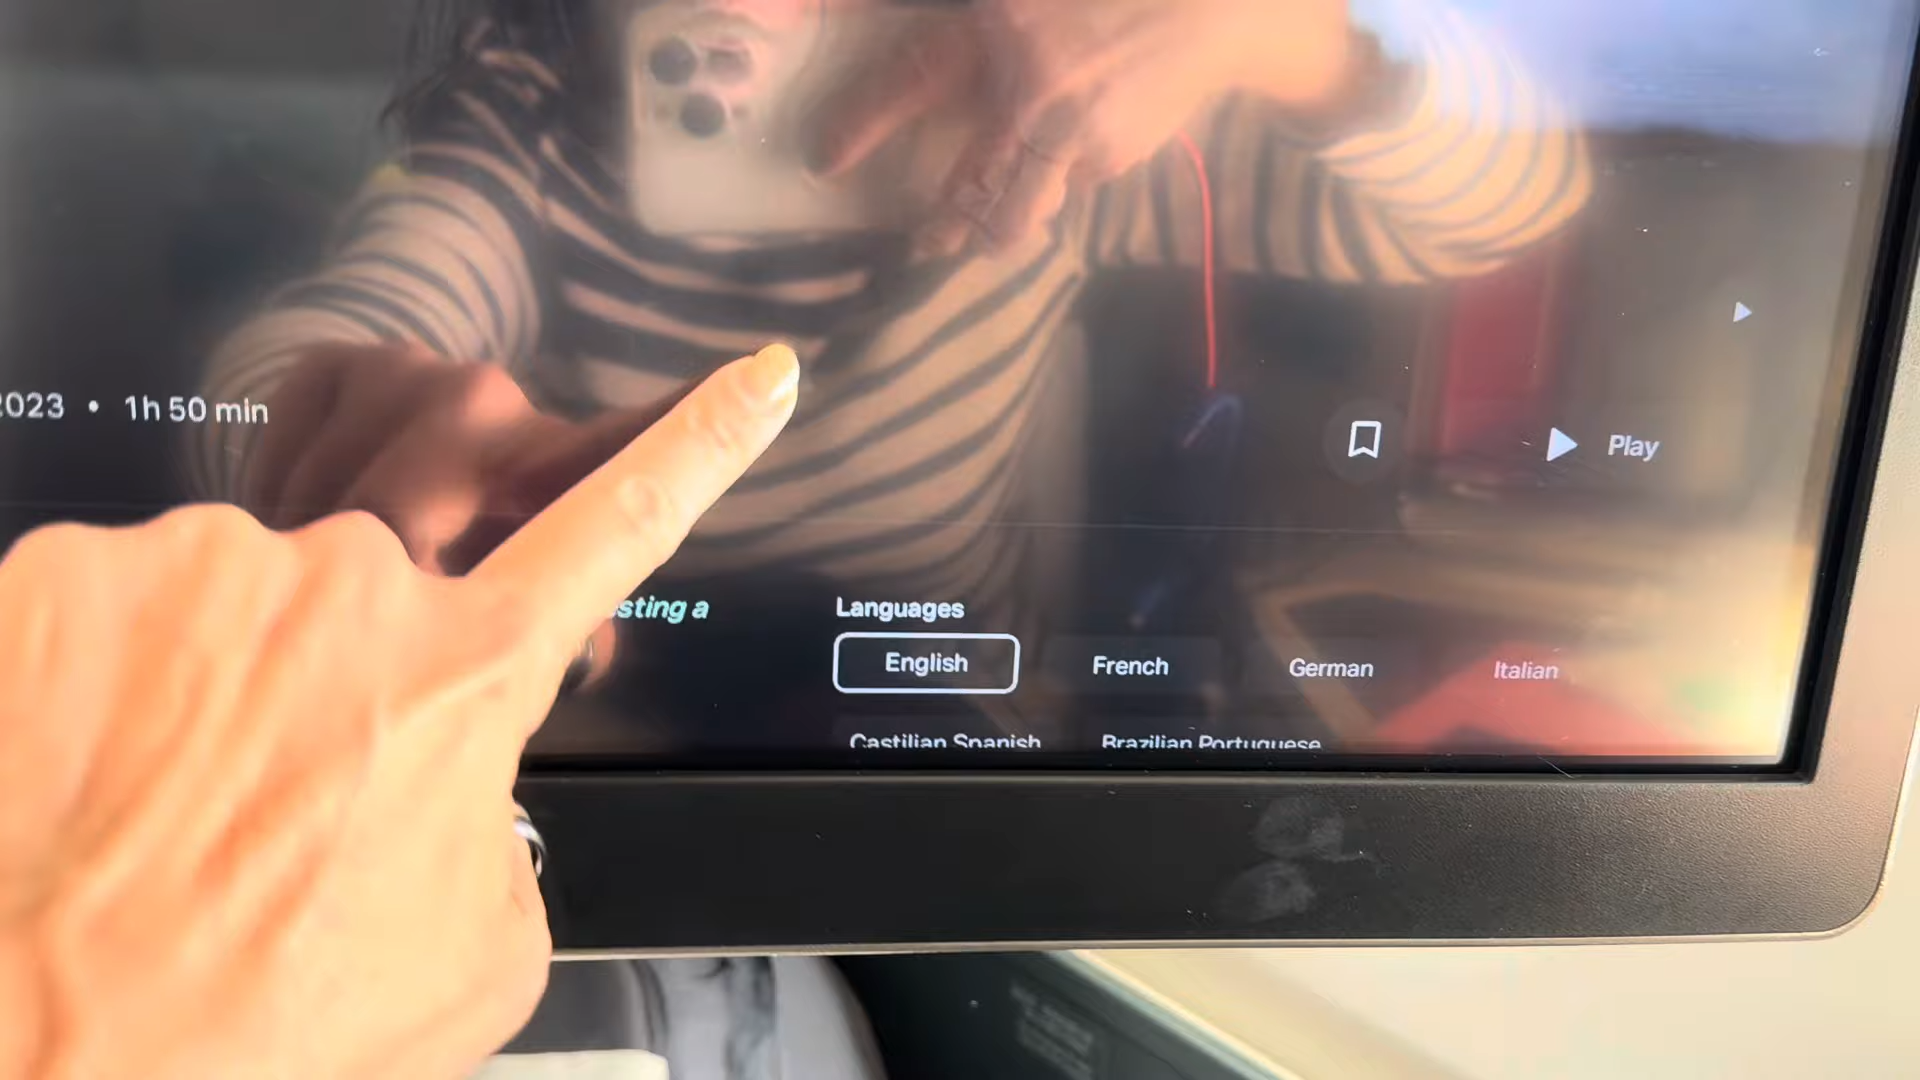 2023 • 1h 50 min
Play
sting a
Languages
English French German Italian
Castilian Spanish Brazilian Portuguese